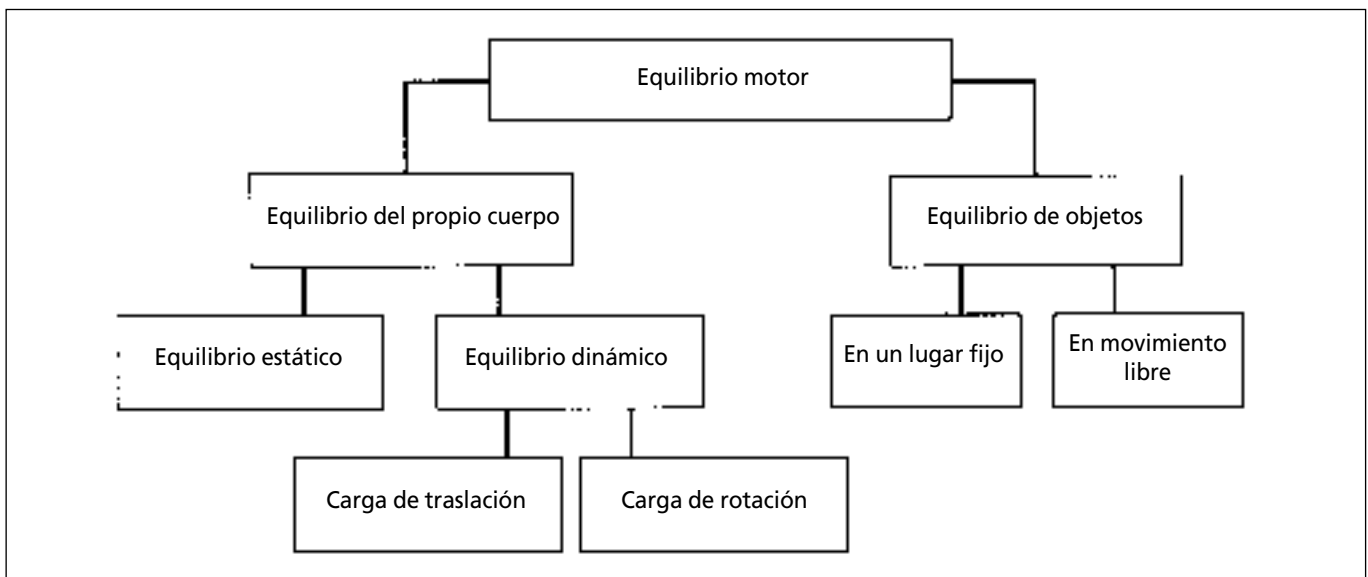 Equilibrio motor
Equilibrio del propio cuerpo
Equilibrio de objetos
Equilibrio estático
Equilibrio dinámico
En un lugar fijo
En movimiento
libre
Carga de traslación
Carga de rotación